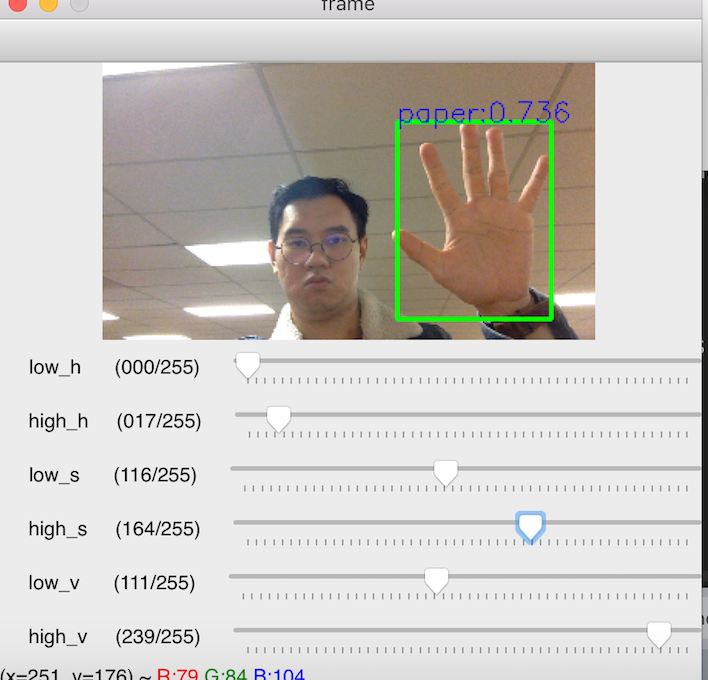 frame
paper:0.736
low_h (000/255)
high_h (017/255)
low_s (116/255)
high_s (164/255)
low_v (111/255)
high_v (239/255)
(x=251, y=176) ~ R:79 G:84 B:104